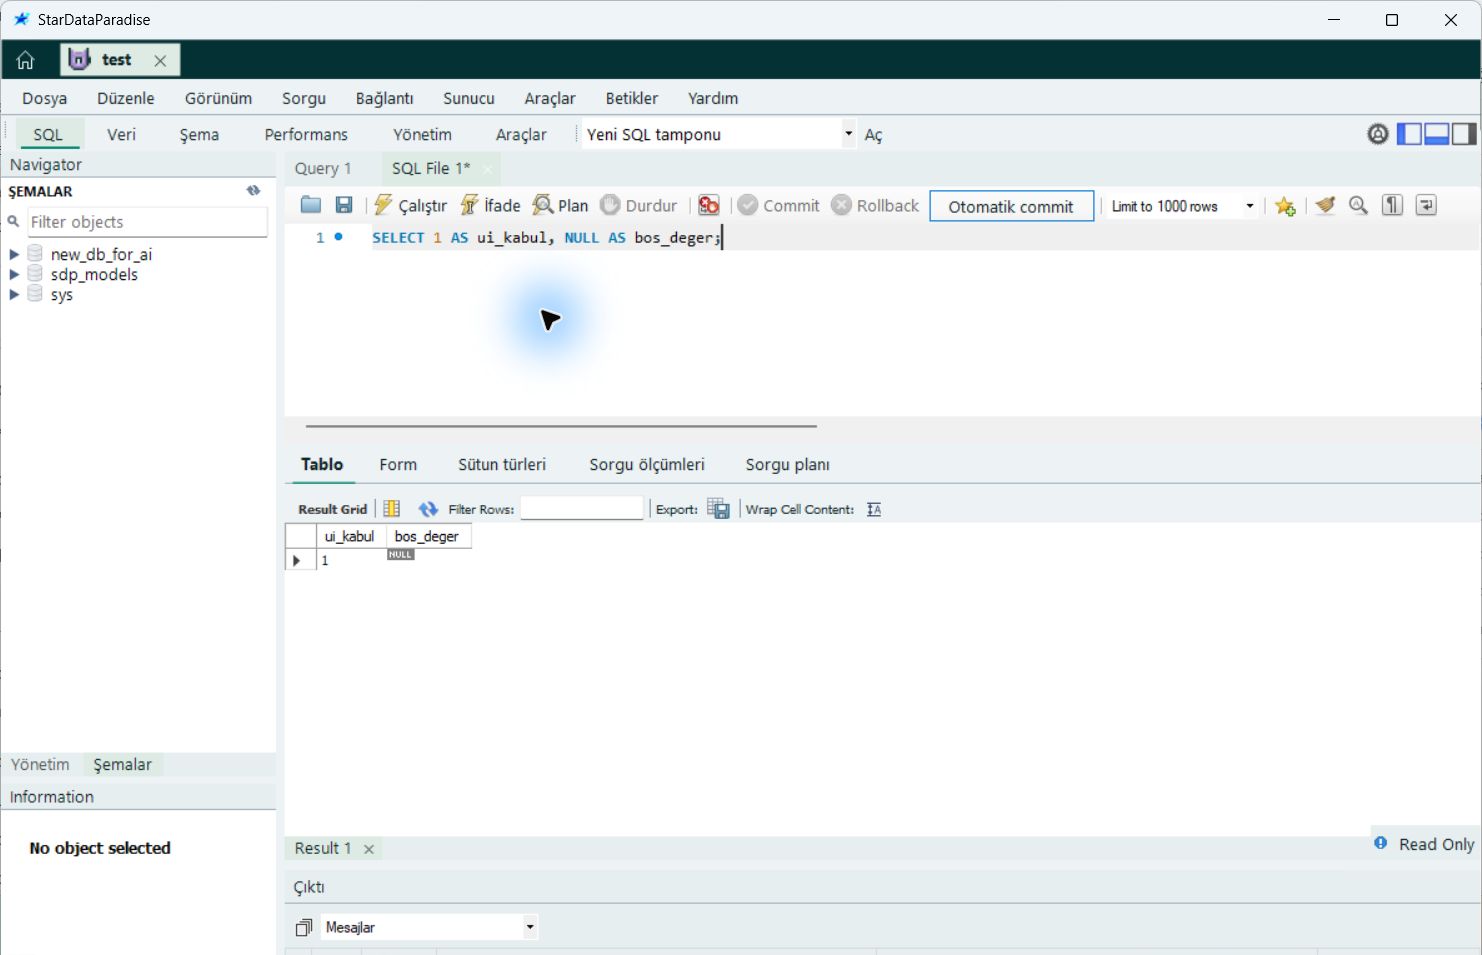 StarDataParadise
test
Dosya Düzenle Görünüm Sorgu Bağlantı Sunucu Araçlar Betikler Yardım
SQL Veri Şema Performans Yönetim Araçlar Yeni SQL tamponu Aç
Navigator
ŞEMALAR
Filter objects
new_db_for_ai
sdp_models
sys
Query 1 SQL File 1*
Çalıştır İfade Plan Durdur Commit Rollback Otomatik commit Limit to 1000 rows
1 SELECT 1 AS ui_kabul, NULL AS bos_deger;
Tablo Form Sütun türleri Sorgu ölçümleri Sorgu planı
Result Grid Filter Rows: Export: Wrap Cell Content:
ui_kabul bos_deger
1 NULL
Yönetim Şemalar
Information
No object selected
Result 1
Read Only
Çıktı
Mesajlar